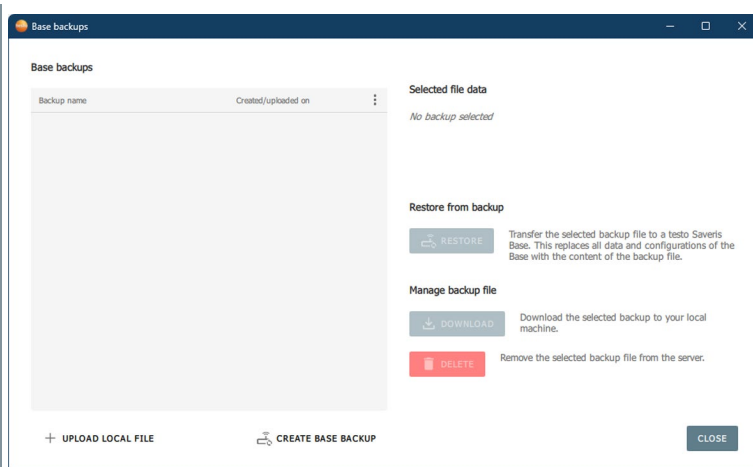 Base backups
Base backups
Backup name Created/uploaded on
Selected file data
No backup selected
Restore from backup
RESTORE
Transfer the selected backup file to a testo Saveris
Base. This replaces all data and configurations of the
Base with the content of the backup file.
Manage backup file
DOWNLOAD
Download the selected backup to your local
machine.
DELETE
Remove the selected backup file from the server.
UPLOAD LOCAL FILE
CREATE BASE BACKUP
CLOSE